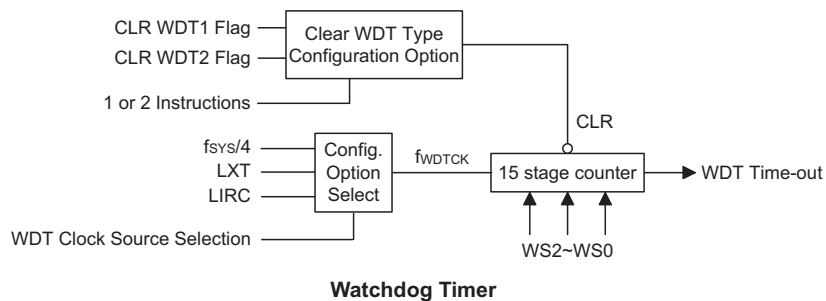 CLR WDT1 Flag
CLR WDT2 Flag
1 or 2 Instructions
Clear WDT Type
Configuration Option
CLR
fSYS/4
LXT
LIRC
WDT Clock Source Selection
Config.
Option
Select
fWDTCK
15 stage counter
WDT Time-out
WS2~WS0
Watchdog Timer